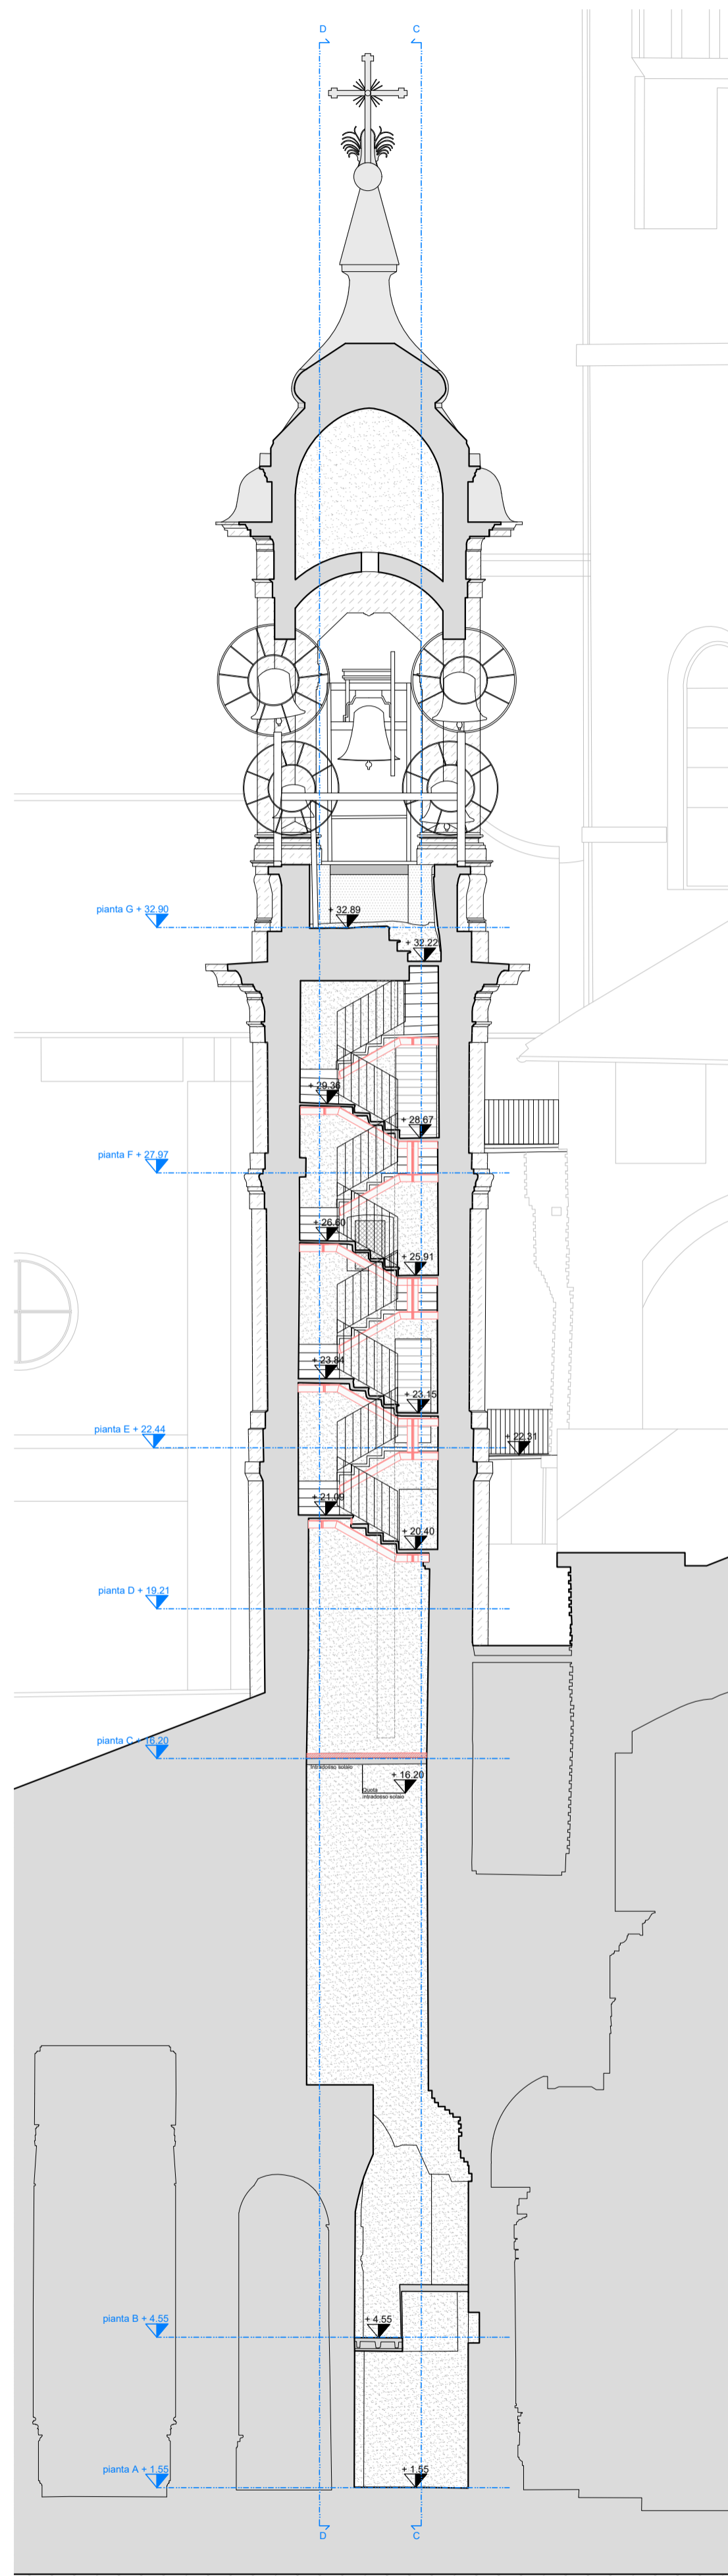 D C
pianta G + 32.90
+ 32.89
+ 32.22
+ 29.36
+ 28.67
pianta F + 27.97
+ 26.60
+ 25.91
+ 23.84
+ 23.15
pianta E + 22.44
+ 22.31
+ 21.09
+ 20.40
pianta D + 19.21
pianta C + 16.20
Intradosso solaio
+ 16.20
Quota
intradosso solaio
pianta B + 4.55
+ 4.55
pianta A + 1.55
+ 1.55
D C